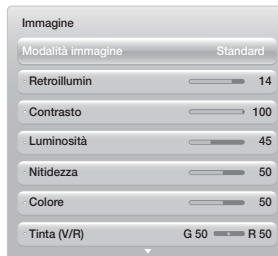 Immagine
Modalità immagine Standard
· Retroillumin 14
· Contrasto 100
· Luminosità 45
· Nitidezza 50
· Colore 50
· Tinta (V/R) G 50 R 50